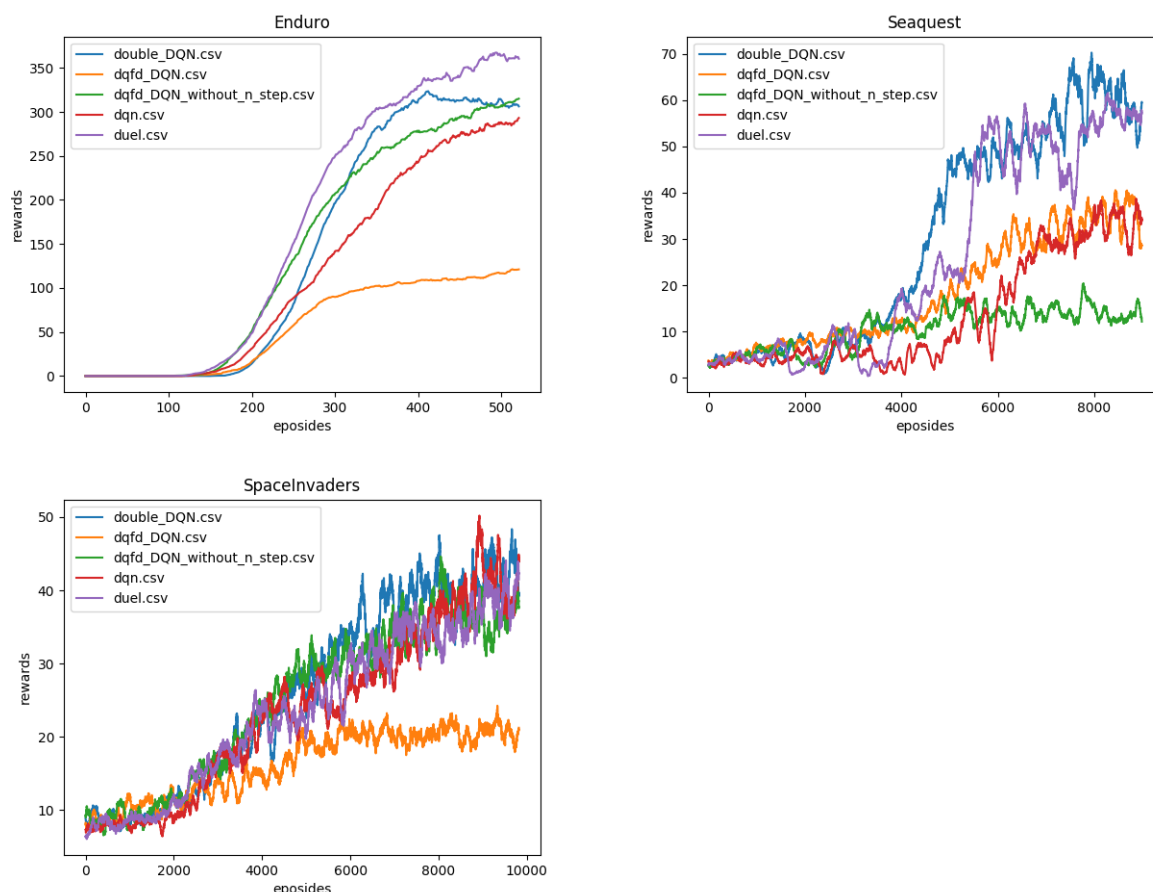 Enduro
double_DQN.csv
dqfd_DQN.csv
dqfd_DQN_without_n_step.csv
dqn.csv
duel.csv
350
300
250
200
150
100
50
0
rewards
0 100 200 300 400 500
eposides
Seaquest
double_DQN.csv
dqfd_DQN.csv
dqfd_DQN_without_n_step.csv
dqn.csv
duel.csv
70
60
50
40
30
20
10
0
rewards
0 2000 4000 6000 8000
eposides
SpaceInvaders
double_DQN.csv
dqfd_DQN.csv
dqfd_DQN_without_n_step.csv
dqn.csv
duel.csv
50
40
30
20
10
rewards
0 2000 4000 6000 8000 10000
eposides